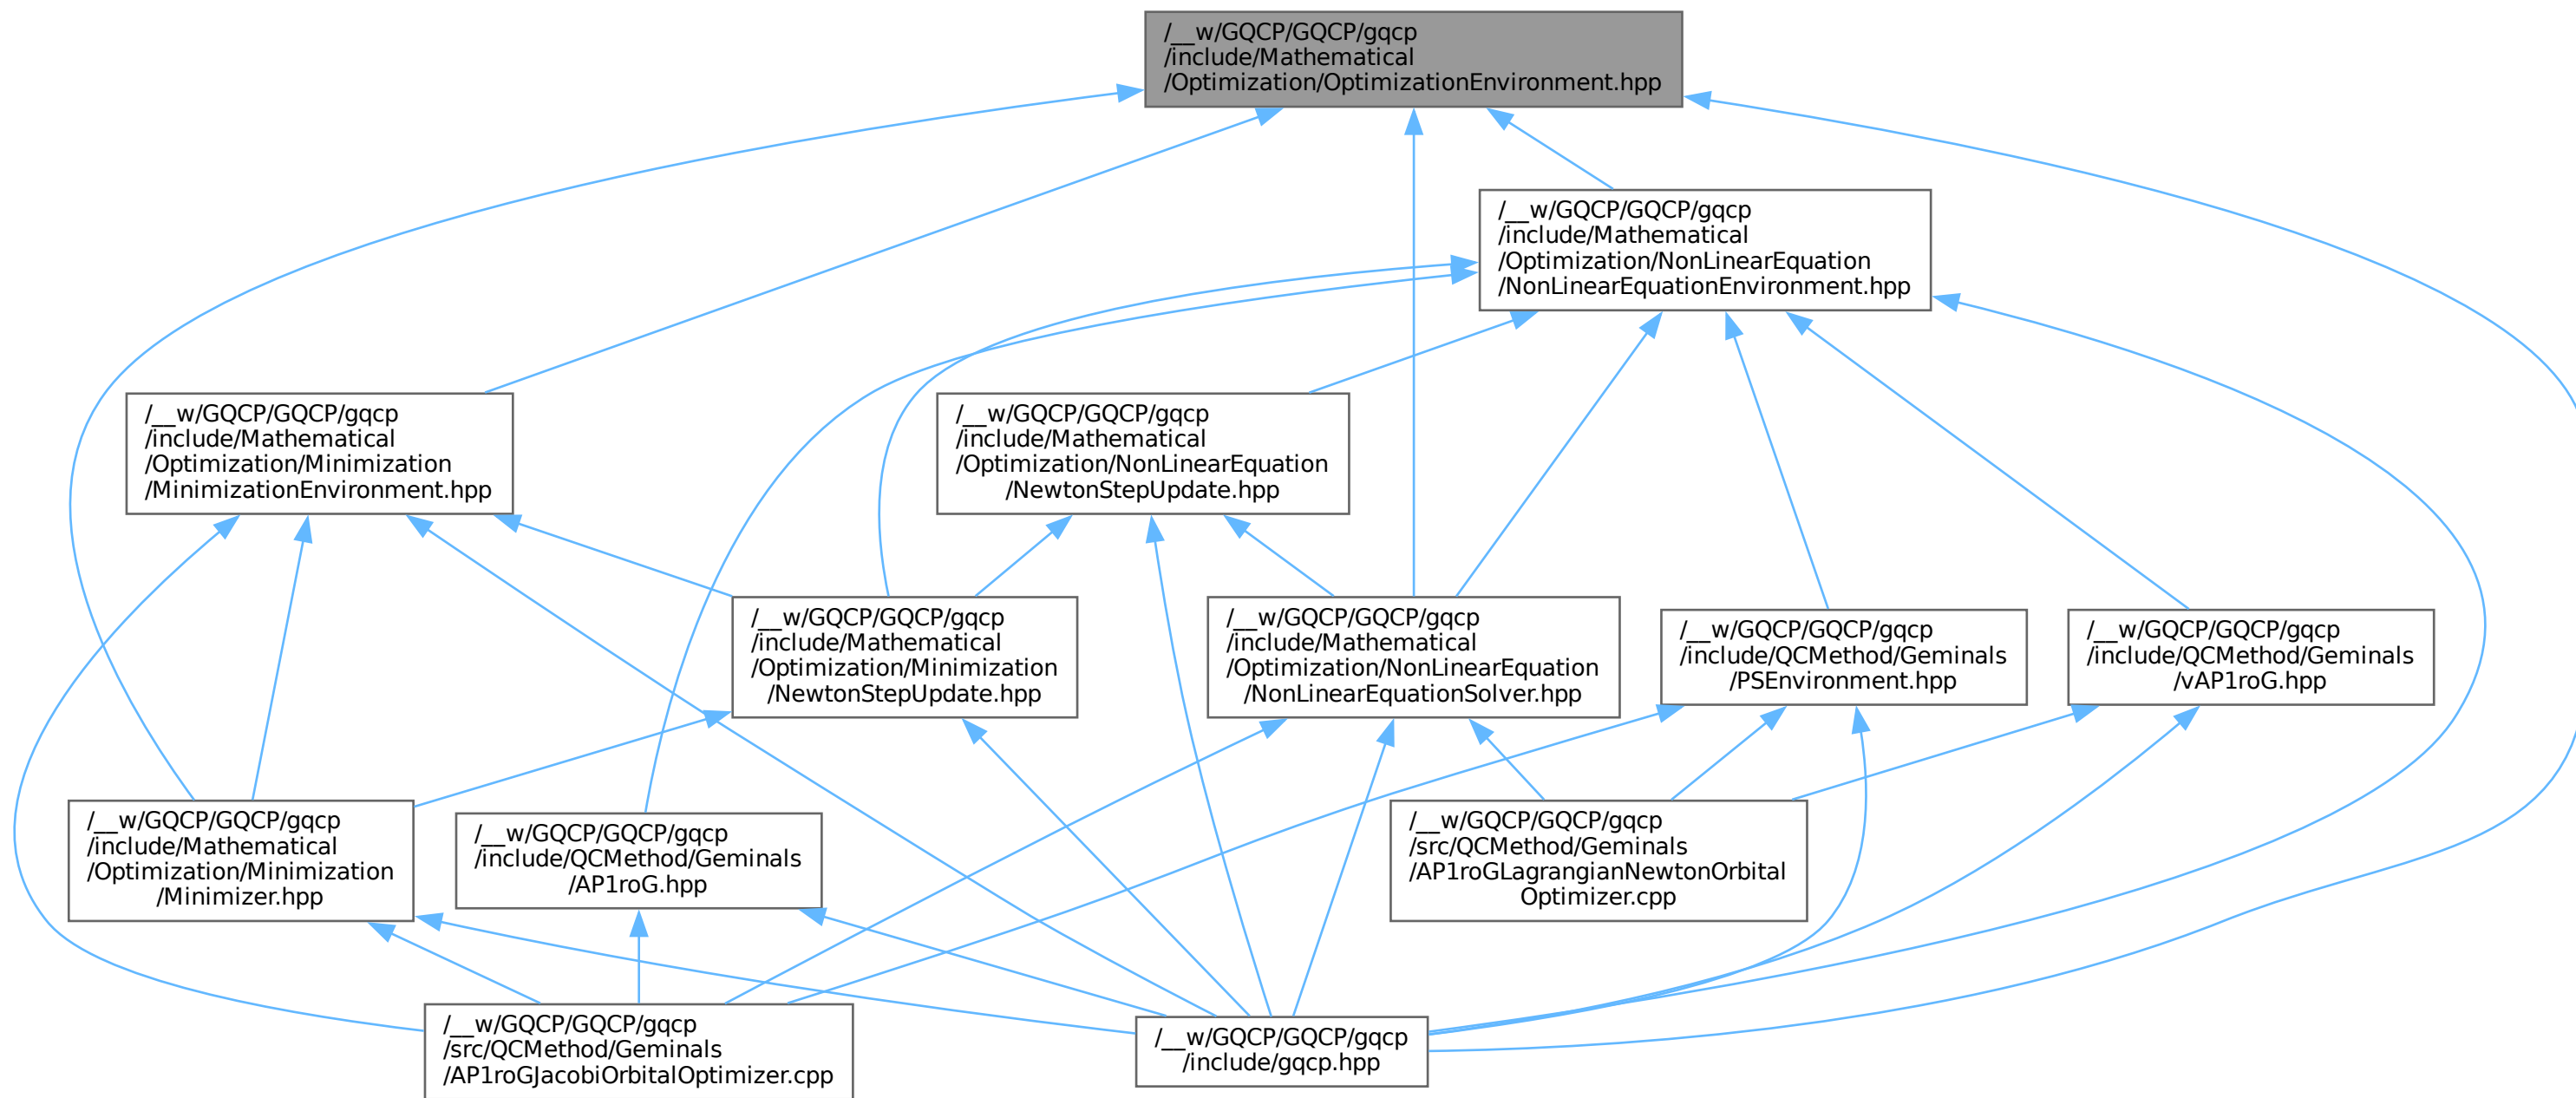 /__w/GQCP/GQCP/gqcp
/include/Mathematical
/Optimization/OptimizationEnvironment.hpp
/__w/GQCP/GQCP/gqcp
/include/Mathematical
/Optimization/NonLinearEquation
/NonLinearEquationEnvironment.hpp
/__w/GQCP/GQCP/gqcp
/include/Mathematical
/Optimization/Minimization
/MinimizationEnvironment.hpp
/__w/GQCP/GQCP/gqcp
/include/Mathematical
/Optimization/NonLinearEquation
/NewtonStepUpdate.hpp
/__w/GQCP/GQCP/gqcp
/include/Mathematical
/Optimization/Minimization
/NewtonStepUpdate.hpp
/__w/GQCP/GQCP/gqcp
/include/Mathematical
/Optimization/NonLinearEquation
/NonLinearEquationSolver.hpp
/__w/GQCP/GQCP/gqcp
/include/QCMethod/Geminals
/PSEnvironment.hpp
/__w/GQCP/GQCP/gqcp
/include/QCMethod/Geminals
/vAP1roG.hpp
/__w/GQCP/GQCP/gqcp
/include/Mathematical
/Optimization/Minimization
/Minimizer.hpp
/__w/GQCP/GQCP/gqcp
/include/QCMethod/Geminals
/AP1roG.hpp
/__w/GQCP/GQCP/gqcp
/src/QCMethod/Geminals
/AP1roGLagrangianNewtonOrbital
Optimizer.cpp
/__w/GQCP/GQCP/gqcp
/src/QCMethod/Geminals
/AP1roGJacobiOrbitalOptimizer.cpp
/__w/GQCP/GQCP/gqcp
/include/gqcp.hpp